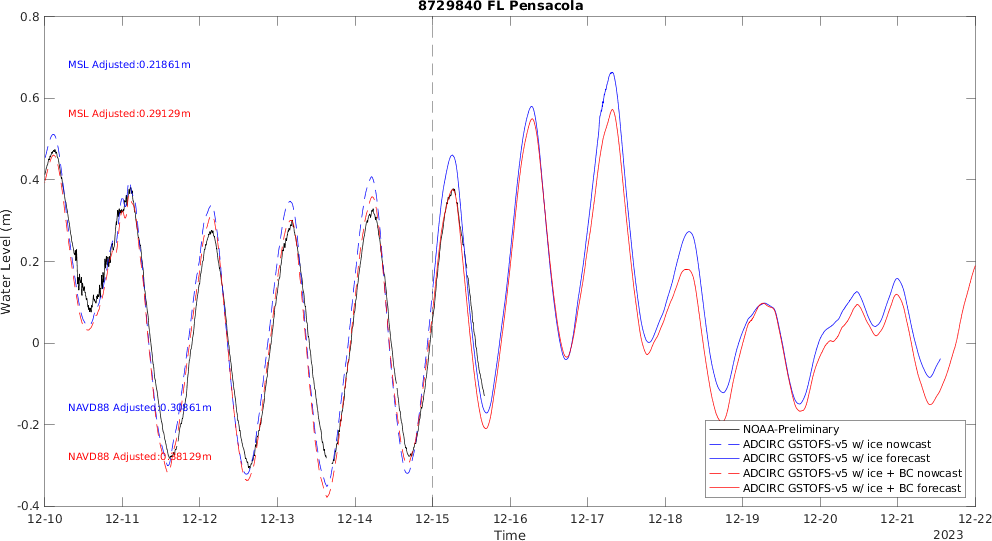 8729840 FL Pensacola
0.8
0.6
0.4
0.2
0
-0.2
-0.4
Water Level (m)
MSL Adjusted:0.21861m
MSL Adjusted:0.29129m
NAVD88 Adjusted:0.30861m
NAVD88 Adjusted:0.38129m
NOAA-Preliminary
ADCIRC GSTOFS-v5 w/ ice nowcast
ADCIRC GSTOFS-v5 w/ ice forecast
ADCIRC GSTOFS-v5 w/ ice + BC nowcast
ADCIRC GSTOFS-v5 w/ ice + BC forecast
12-10 12-11 12-12 12-13 12-14 12-15 12-16 12-17 12-18 12-19 12-20 12-21 12-22
Time
2023